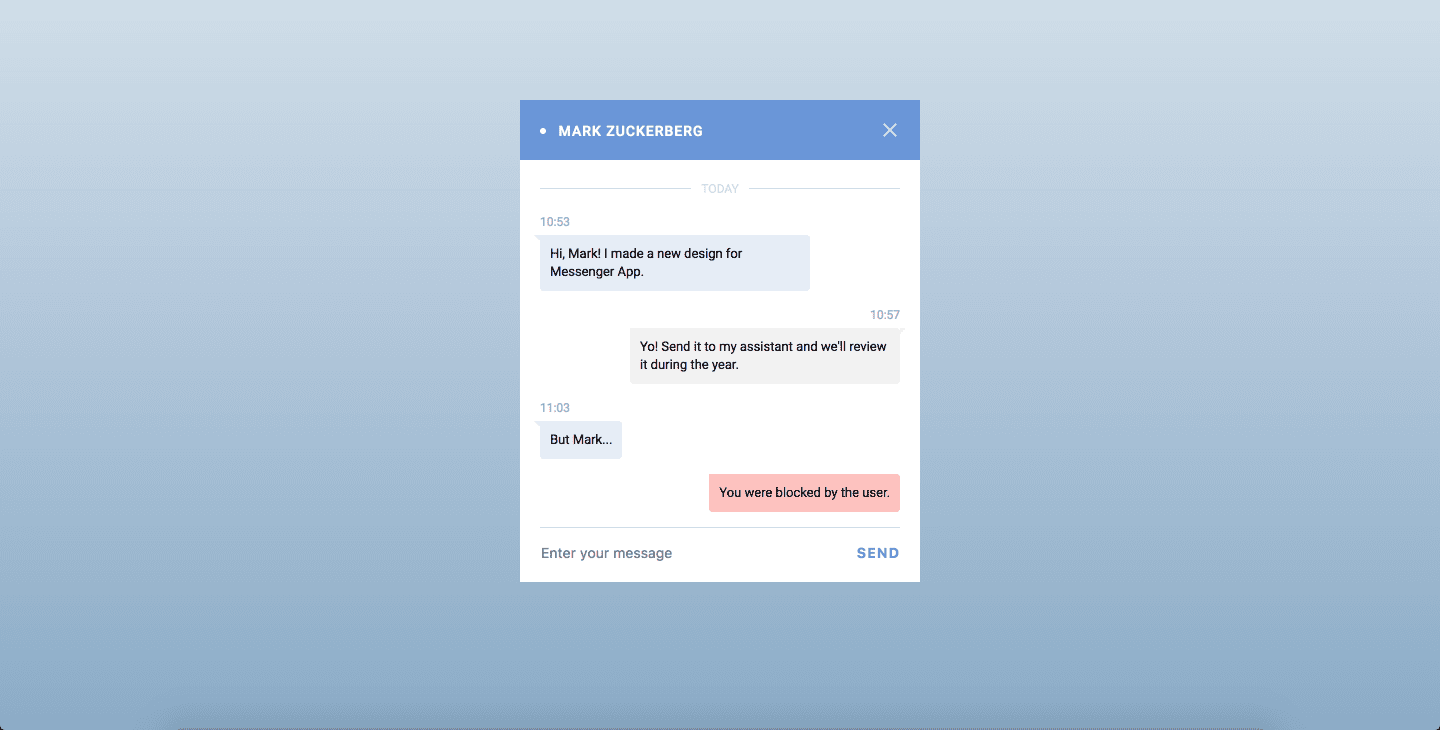 MARK ZUCKERBERG
TODAY
10:53
Hi, Mark! I made a new design for
Messenger App.
10:57
Yo! Send it to my assistant and we'll review
it during the year.
11:03
But Mark...
You were blocked by the user.
Enter your message
SEND